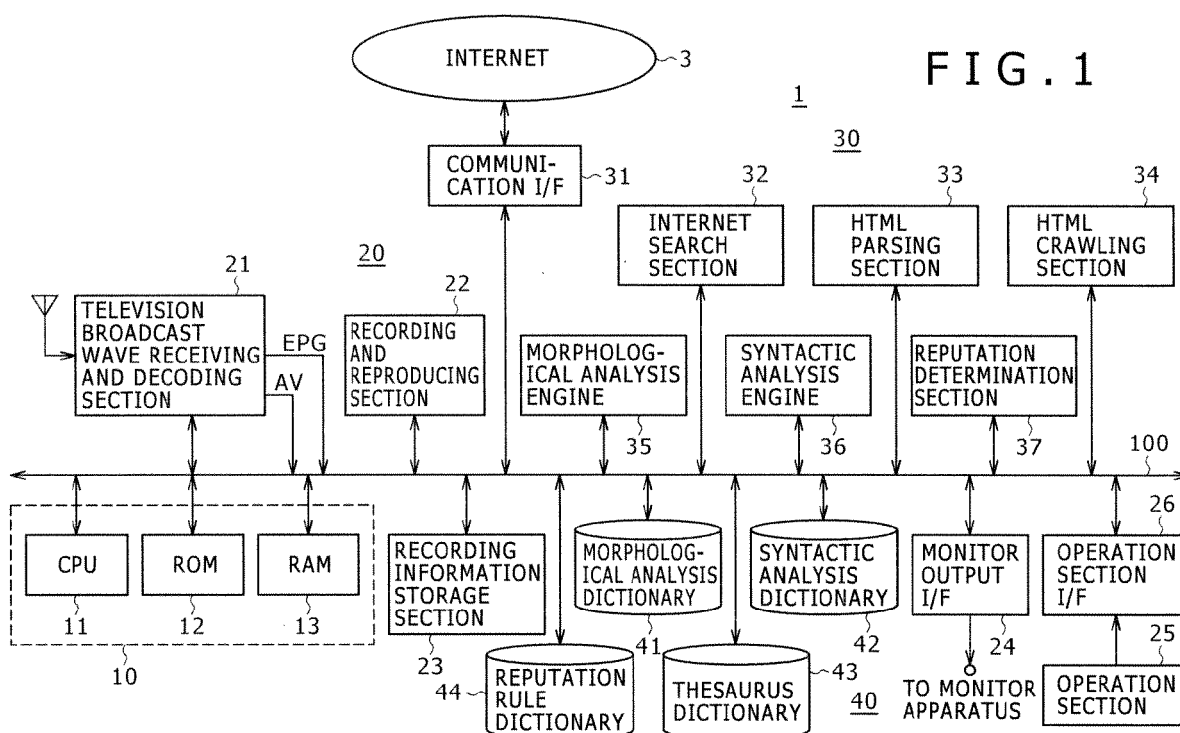 FIG.1
INTERNET
3
1
30
COMMUNI-
CATION I/F
31
32
33
34
INTERNET
SEARCH
SECTION
HTML
PARSING
SECTION
HTML
CRAWLING
SECTION
20
21
22
TELEVISION
BROADCAST
WAVE RECEIVING
AND DECODING
SECTION
EPG
AV
RECORDING
AND
REPRODUCING
SECTION
MORPHOLOG-
ICAL ANALYSIS
ENGINE
35
SYNTACTIC
ANALYSIS
ENGINE
36
REPUTATION
DETERMINATION
SECTION
37
100
CPU
11
ROM
12
RAM
13
10
RECORDING
INFORMATION
STORAGE
SECTION
23
MORPHOLOG-
ICAL ANALYSIS
DICTIONARY
41
SYNTACTIC
ANALYSIS
DICTIONARY
42
MONITOR
OUTPUT
I/F
24
26
OPERATION
SECTION
I/F
25
44
REPUTATION
RULE
DICTIONARY
43
THESAURUS
DICTIONARY
40
TO MONITOR
APPARATUS
OPERATION
SECTION